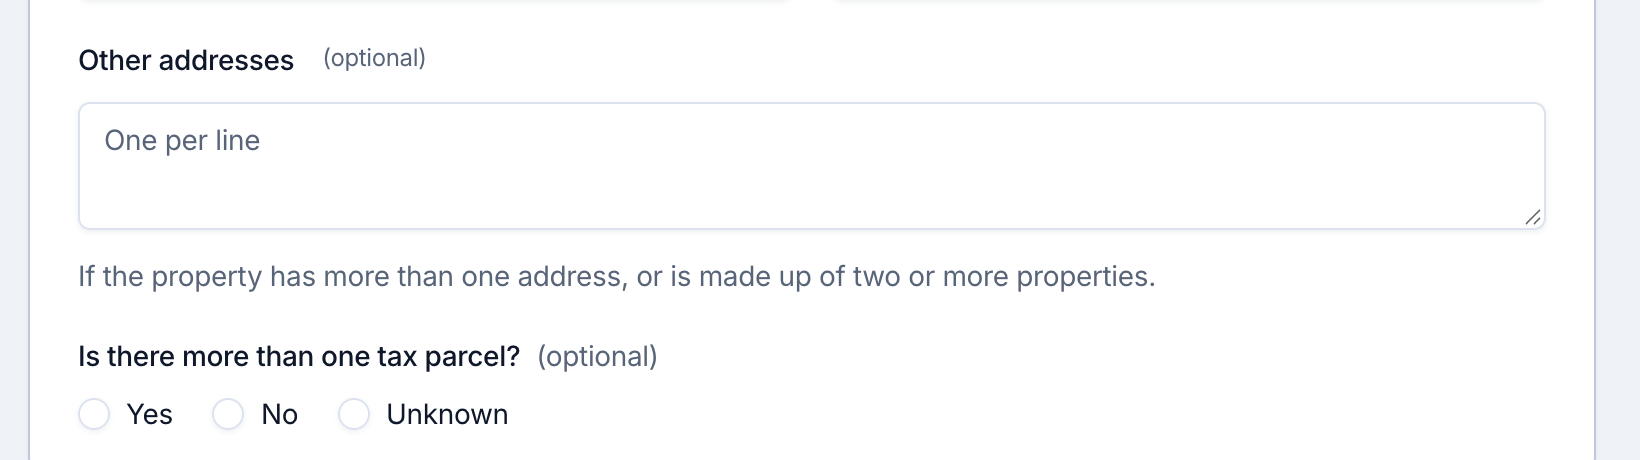 Other addresses (optional)
One per line
If the property has more than one address, or is made up of two or more properties.
Is there more than one tax parcel? (optional)
Yes No Unknown